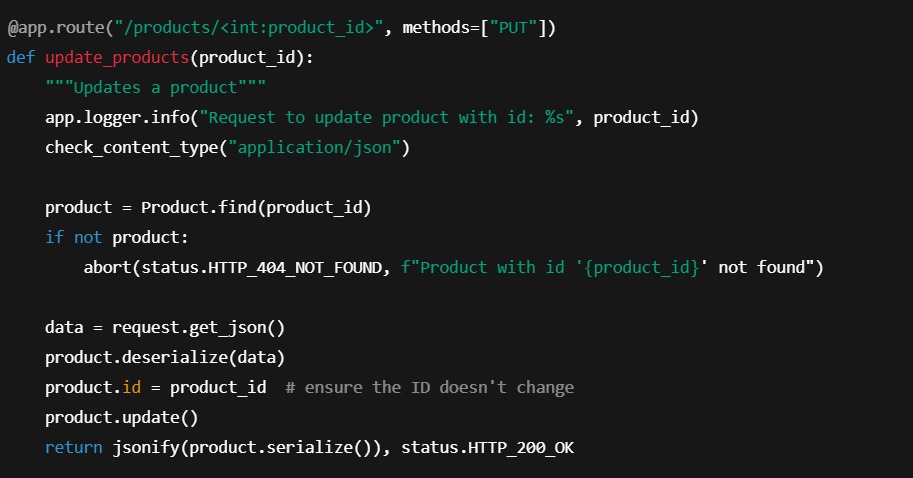 @app.route("/products/<int:product_id>", methods=["PUT"])
def update_products(product_id):
    """Updates a product"""
    app.logger.info("Request to update product with id: %s", product_id)
    check_content_type("application/json")

    product = Product.find(product_id)
    if not product:
        abort(status.HTTP_404_NOT_FOUND, f"Product with id '{product_id}' not found")

    data = request.get_json()
    product.deserialize(data)
    product.id = product_id  # ensure the ID doesn't change
    product.update()
    return jsonify(product.serialize()), status.HTTP_200_OK